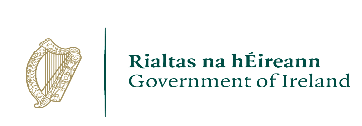 Rialtas na hÉireann
Government of Ireland